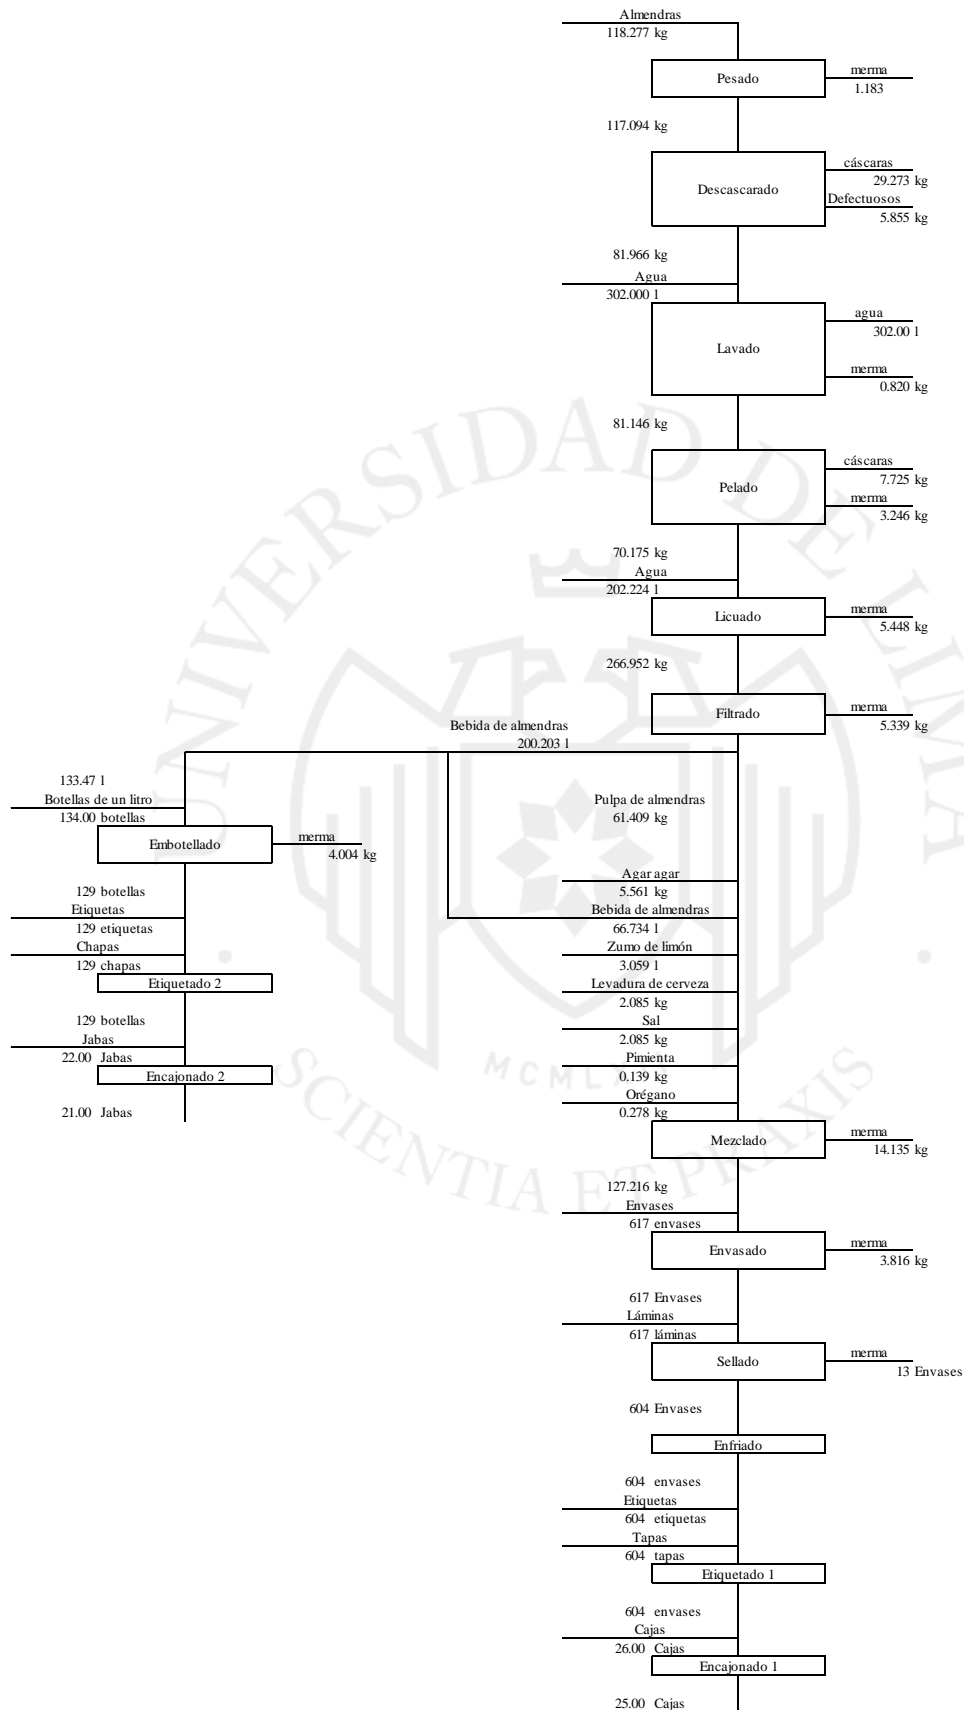 Almendras
118.277 kg
Pesado
merma
1.183
117.094 kg
Descascarado
cáscaras
29.273 kg
Defectuosos
5.855 kg
81.966 kg
Agua
302.000 l
Lavado
agua
302.00 l
merma
0.820 kg
81.146 kg
Pelado
cáscaras
7.725 kg
merma
3.246 kg
70.175 kg
Agua
202.224 l
Licuado
merma
5.448 kg
266.952 kg
Filtrado
merma
5.339 kg
Bebida de almendras
200.203 l
133.47 l
Botellas de un litro
134.00 botellas
Embotellado
merma
4.004 kg
129 botellas
Etiquetas
129 etiquetas
Chapas
129 chapas
Etiquetado 2
129 botellas
Jabas
22.00 Jabas
Encajonado 2
21.00 Jabas
Pulpa de almendras
61.409 kg
Agar agar
5.561 kg
Bebida de almendras
66.734 l
Zumo de limón
3.059 l
Levadura de cerveza
2.085 kg
Sal
2.085 kg
Pimienta
0.139 kg
Orégano
0.278 kg
Mezclado
merma
14.135 kg
127.216 kg
Envases
617 envases
Envasado
merma
3.816 kg
617 Envases
Láminas
617 láminas
Sellado
merma
13 Envases
604 Envases
Enfriado
604 envases
Etiquetas
604 etiquetas
Tapas
604 tapas
Etiquetado 1
604 envases
Cajas
26.00 Cajas
Encajonado 1
25.00 Cajas
UNIVERSIDAD DE LIMA
SCIENTIA ET PRAXIS